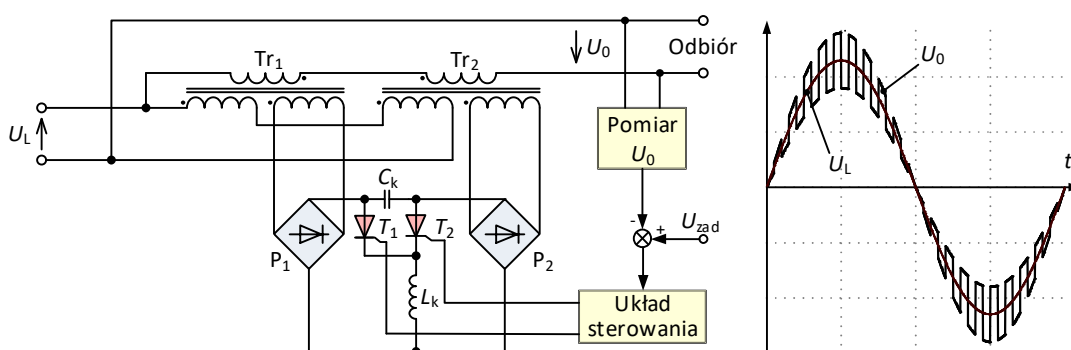 U0
Odbiór
Tr1
Tr2
UL
Pomiar
U0
Ck
T1
T2
P1
P2
Lk
-
+
Uzad
Układ
sterowania
U0
UL
t